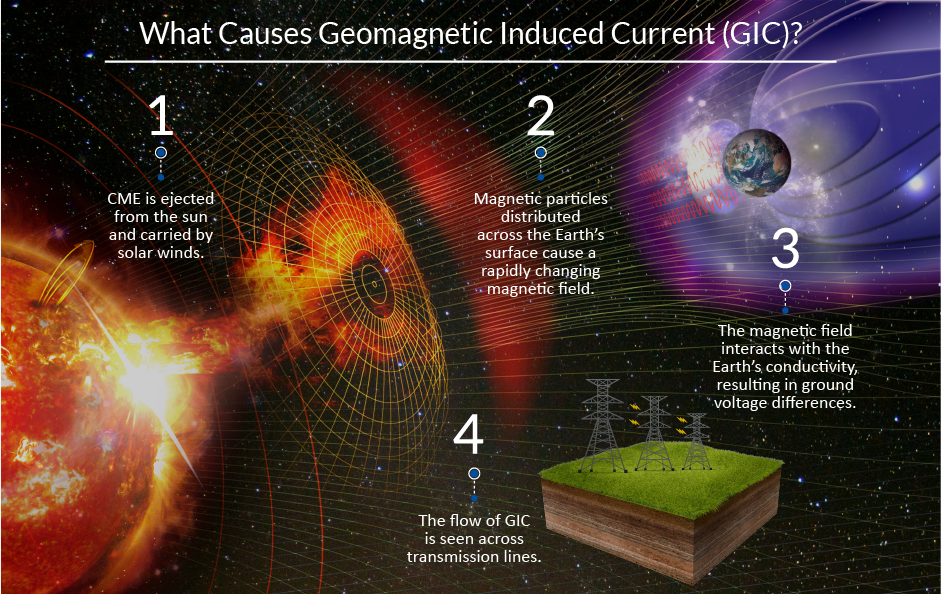 What Causes Geomagnetic Induced Current (GIC)?
1
CME is ejected
from the sun
and carried by
solar winds.
2
Magnetic particles
distributed
across the Earth's
surface cause a
rapidly changing
magnetic field.
3
The magnetic field
interacts with the
Earth's conductivity,
resulting in ground
voltage differences.
4
The flow of GIC
is seen across
transmission lines.